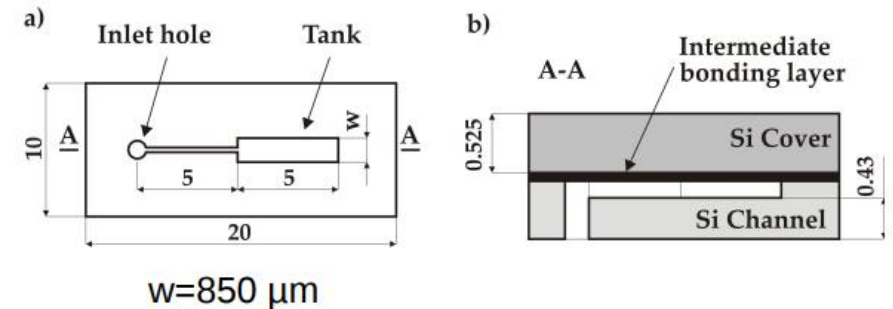 a)
Inlet hole
Tank
A
A
w
10
5
5
20
w=850 µm
b)
A-A
Intermediate
bonding layer
0.525
Si Cover
0.43
Si Channel